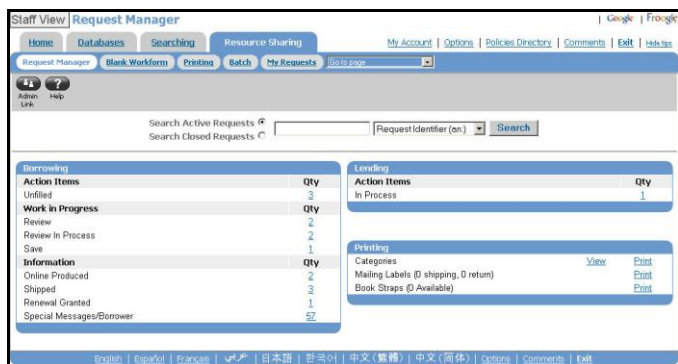 Staff View Request Manager
| Google | Froogle
Home Databases Searching Resource Sharing
My Account | Options | Policies Directory | Comments | Exit | Hide tips
Request Manager Blank Workform Printing Batch My Requests Go to page
Admin Link
Help
Search Active Requests
Search Closed Requests
Request Identifier (an:) Search
Borrowing
Action Items Qty
Unfilled 3
Work in Progress Qty
Review 2
Review In Process 2
Save 1
Information Qty
Online Produced 2
Shipped 3
Renewal Granted 1
Special Messages/Borrower 57
Lending
Action Items Qty
In Process 1
Printing
Categories View Print
Mailing Labels (0 shipping, 0 return) Print
Book Straps (0 Available) Print
English | Español | Français | عربي | 日本語 | 한국어 | 中文(繁體) | 中文(简体) | Options | Comments | Exit